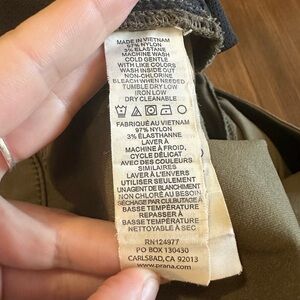 MADE IN VIETNAM
97% NYLON
3% ELASTANE
MACHINE WASH
COLD GENTLE
WITH LIKE COLORS
WASH INSIDE OUT
NON-CHLORINE
BLEACH WHEN NEEDED
TUMBLE DRY LOW
IRON LOW
DRY CLEANABLE
FABRIQUÉ AU VIETNAM
97% NYLON
3% ÉLASTHANNE
LAVER À
MACHINE À FROID,
CYCLE DÉLICAT
AVEC DES COULEURS
SIMILAIRES
LAVER À L'ENVERS
UTILISER SEULEMENT
UN AGENT DE BLANCHIMENT
NON CHLORÉ AU BESOIN
SÉCHAGE PAR CULBUTAGE À
BASSE TEMPÉRATURE
REPASSER À
BASSE TEMPÉRATURE
NETTOYABLE À SEC
RN124977
PO BOX 130430
CARLSBAD, CA 92013
www.prana.com